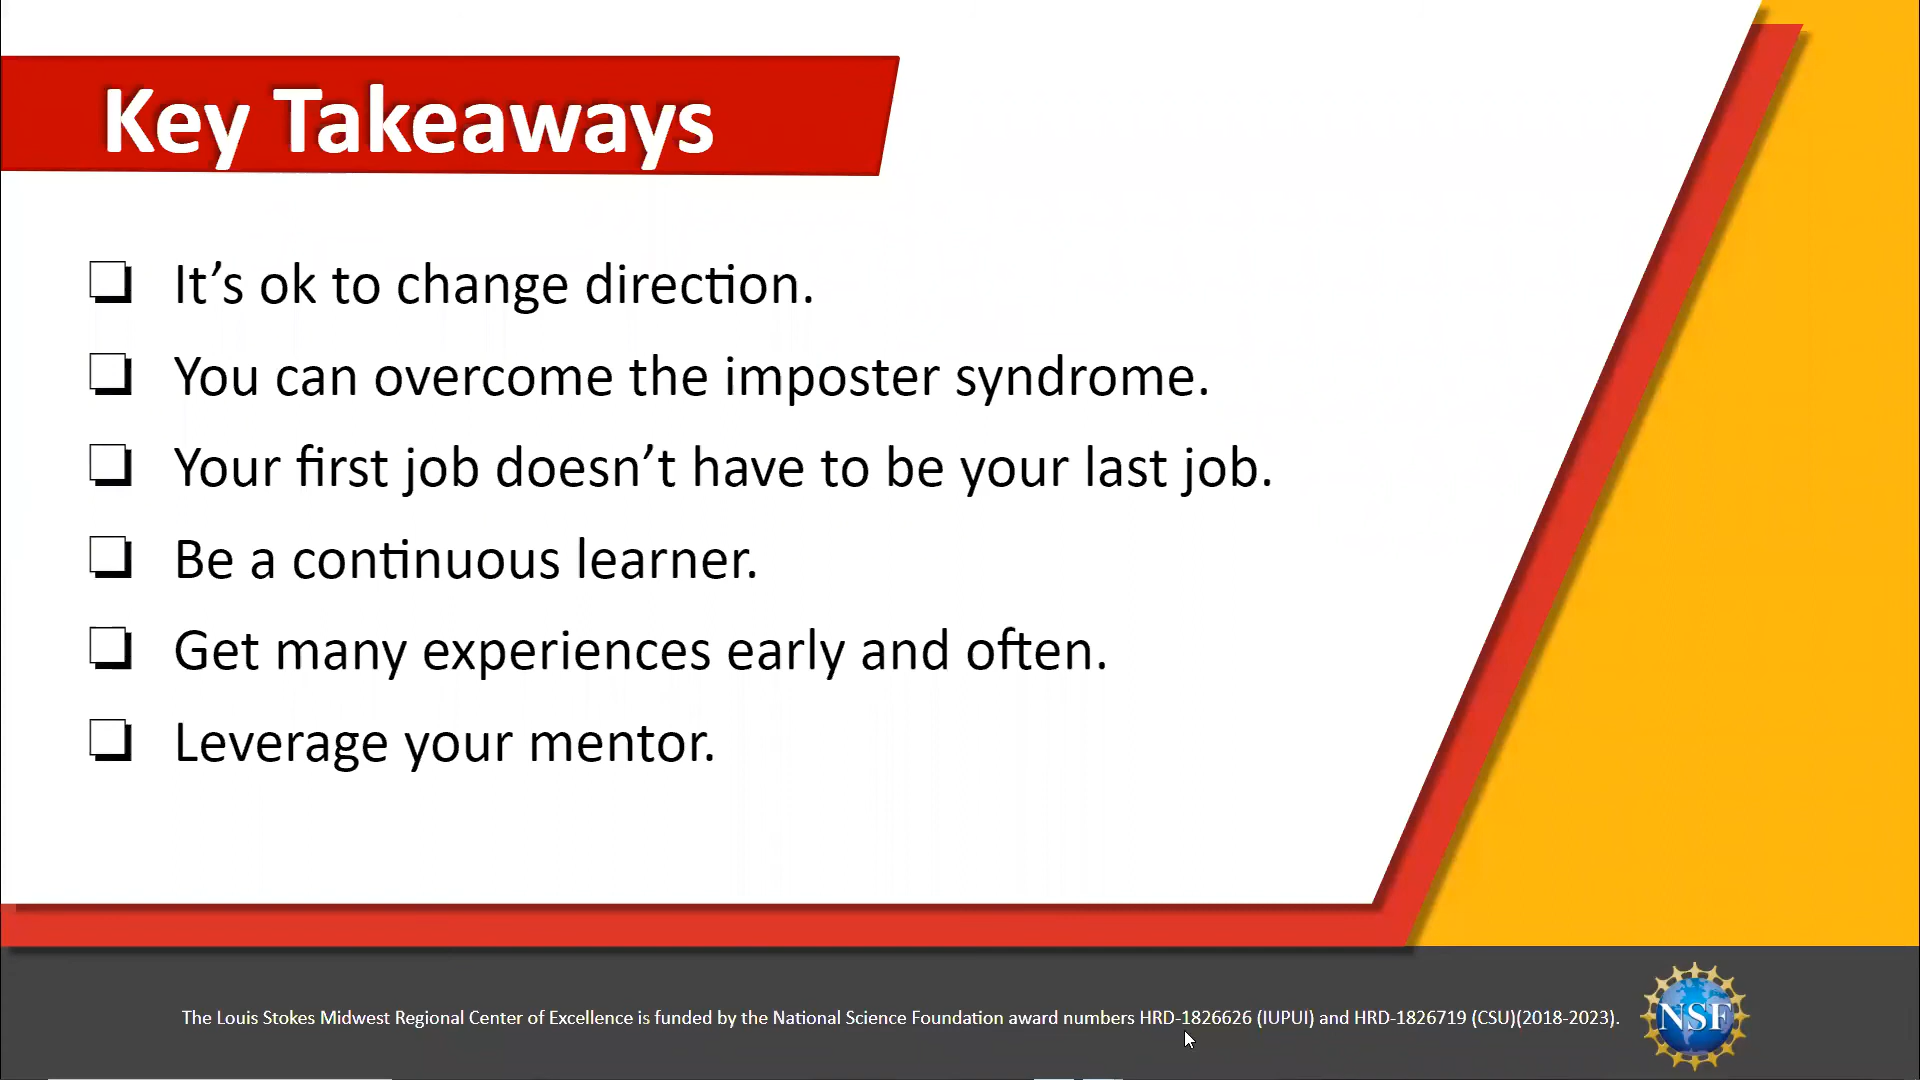 Key Takeaways
It’s ok to change direction.
You can overcome the imposter syndrome.
Your first job doesn’t have to be your last job.
Be a continuous learner.
Get many experiences early and often.
Leverage your mentor.
The Louis Stokes Midwest Regional Center of Excellence is funded by the National Science Foundation award numbers HRD-1826626 (IUPUI) and HRD-1826719 (CSU)(2018-2023).
NSF